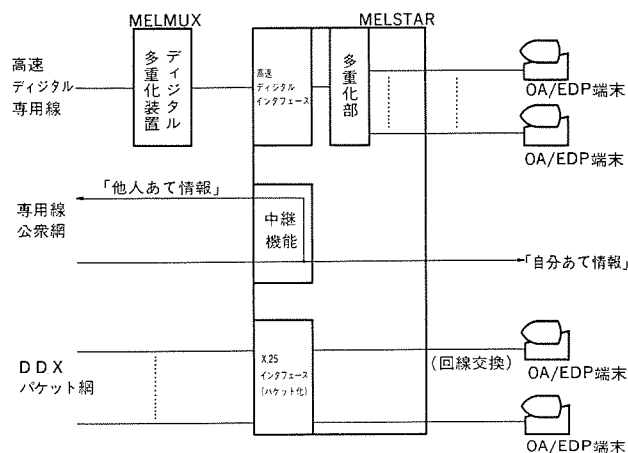 MELMUX
MELSTAR
高速
ディジタル
専用線
ディジタル
多重化装置
高速
ディジタル
インタフェース
多重化部
OA/EDP端末
OA/EDP端末
「他人あて情報」
専用線
公衆網
中継
機能
「自分あて情報」
DDX
パケット網
X.25
インタフェース
(パケット化)
(回線交換)
OA/EDP端末
OA/EDP端末